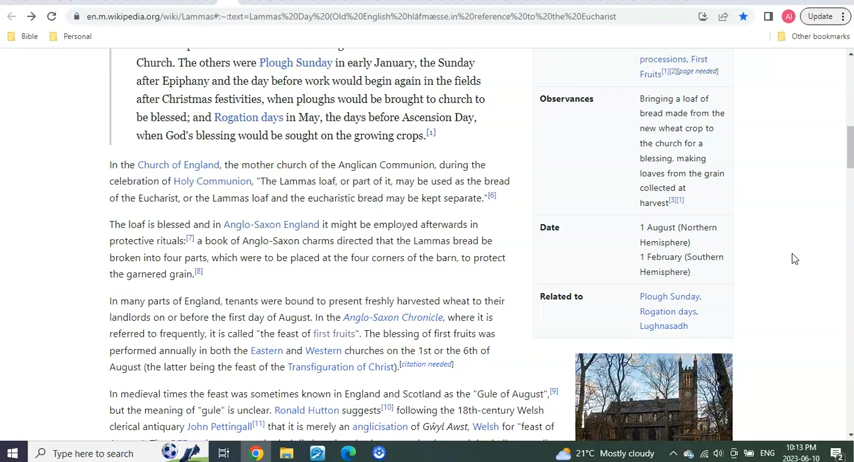 en.m.wikipedia.org/wiki/Lammas#:~:text=Lammas%20Day%20(Old%20English%20hlāfmæsse,in%20reference%20to%20the%20Eucharist
AI
Update
Bible
Personal
Other bookmarks
Church. The others were Plough Sunday in early January, the Sunday
after Epiphany and the day before work would begin again in the fields
after Christmas festivities, when ploughs would be brought to church to
be blessed; and Rogation days in May, the days before Ascension Day,
when God's blessing would be sought on the growing crops.[1]
In the Church of England, the mother church of the Anglican Communion, during the
celebration of Holy Communion, "The Lammas loaf, or part of it, may be used as the bread
of the Eucharist, or the Lammas loaf and the eucharistic bread may be kept separate."[6]
The loaf is blessed and in Anglo-Saxon England it might be employed afterwards in
protective rituals:[7] a book of Anglo-Saxon charms directed that the Lammas bread be
broken into four parts, which were to be placed at the four corners of the barn, to protect
the garnered grain.[8]
In many parts of England, tenants were bound to present freshly harvested wheat to their
landlords on or before the first day of August. In the Anglo-Saxon Chronicle, where it is
referred to frequently, it is called "the feast of first fruits". The blessing of first fruits was
performed annually in both the Eastern and Western churches on the 1st or the 6th of
August (the latter being the feast of the Transfiguration of Christ).[citation needed]
In medieval times the feast was sometimes known in England and Scotland as the "Gule of August",[9]
but the meaning of "gule" is unclear. Ronald Hutton suggests[10] following the 18th-century Welsh
clerical antiquary John Pettingall[11] that it is merely an anglicisation of Gŵyl Awst, Welsh for "feast of
processions, First
Fruits[1][2][page needed]
Observances
Bringing a loaf of
bread made from the
new wheat crop to
the church for a
blessing, making
loaves from the grain
collected at
harvest[3][1]
Date
1 August (Northern
Hemisphere)
1 February (Southern
Hemisphere)
Related to
Plough Sunday,
Rogation days,
Lughnasadh
Type here to search
21°C Mostly cloudy
ENG
10:13 PM
2023-06-10
2